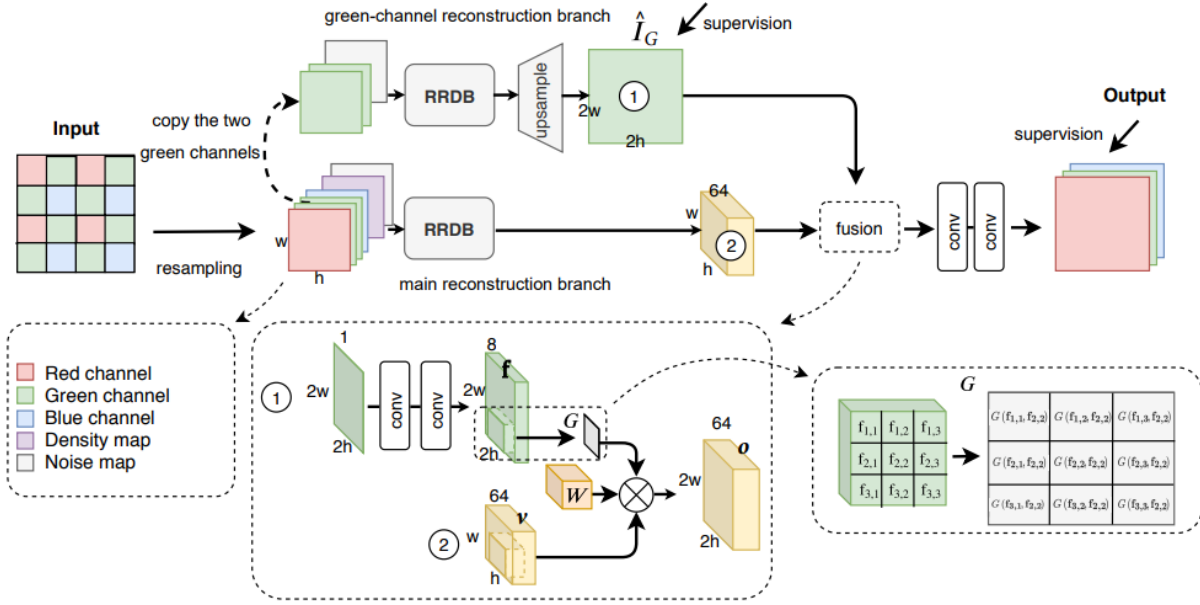 green-channel reconstruction branch
Î_G
supervision
RRDB
upsample
1
2w
2h
Output
supervision
Input
copy the two
green channels
resampling
w
h
RRDB
main reconstruction branch
64
w
h
2
fusion
conv
conv
Red channel
Green channel
Blue channel
Density map
Noise map
1
1
2w
2h
conv
conv
8
f
2w
2h
G
W
64
v
2
w
h
64
o
2w
2h
G
f1,1 f1,2 f1,3
f2,1 f2,2 f2,3
f3,1 f3,2 f3,3
G(f1,1, f2,2) G(f1,2, f2,2) G(f1,3, f2,2)
G(f2,1, f2,2) G(f2,2, f2,2) G(f2,3, f2,2)
G(f3,1, f2,2) G(f3,2, f2,2) G(f3,3, f2,2)